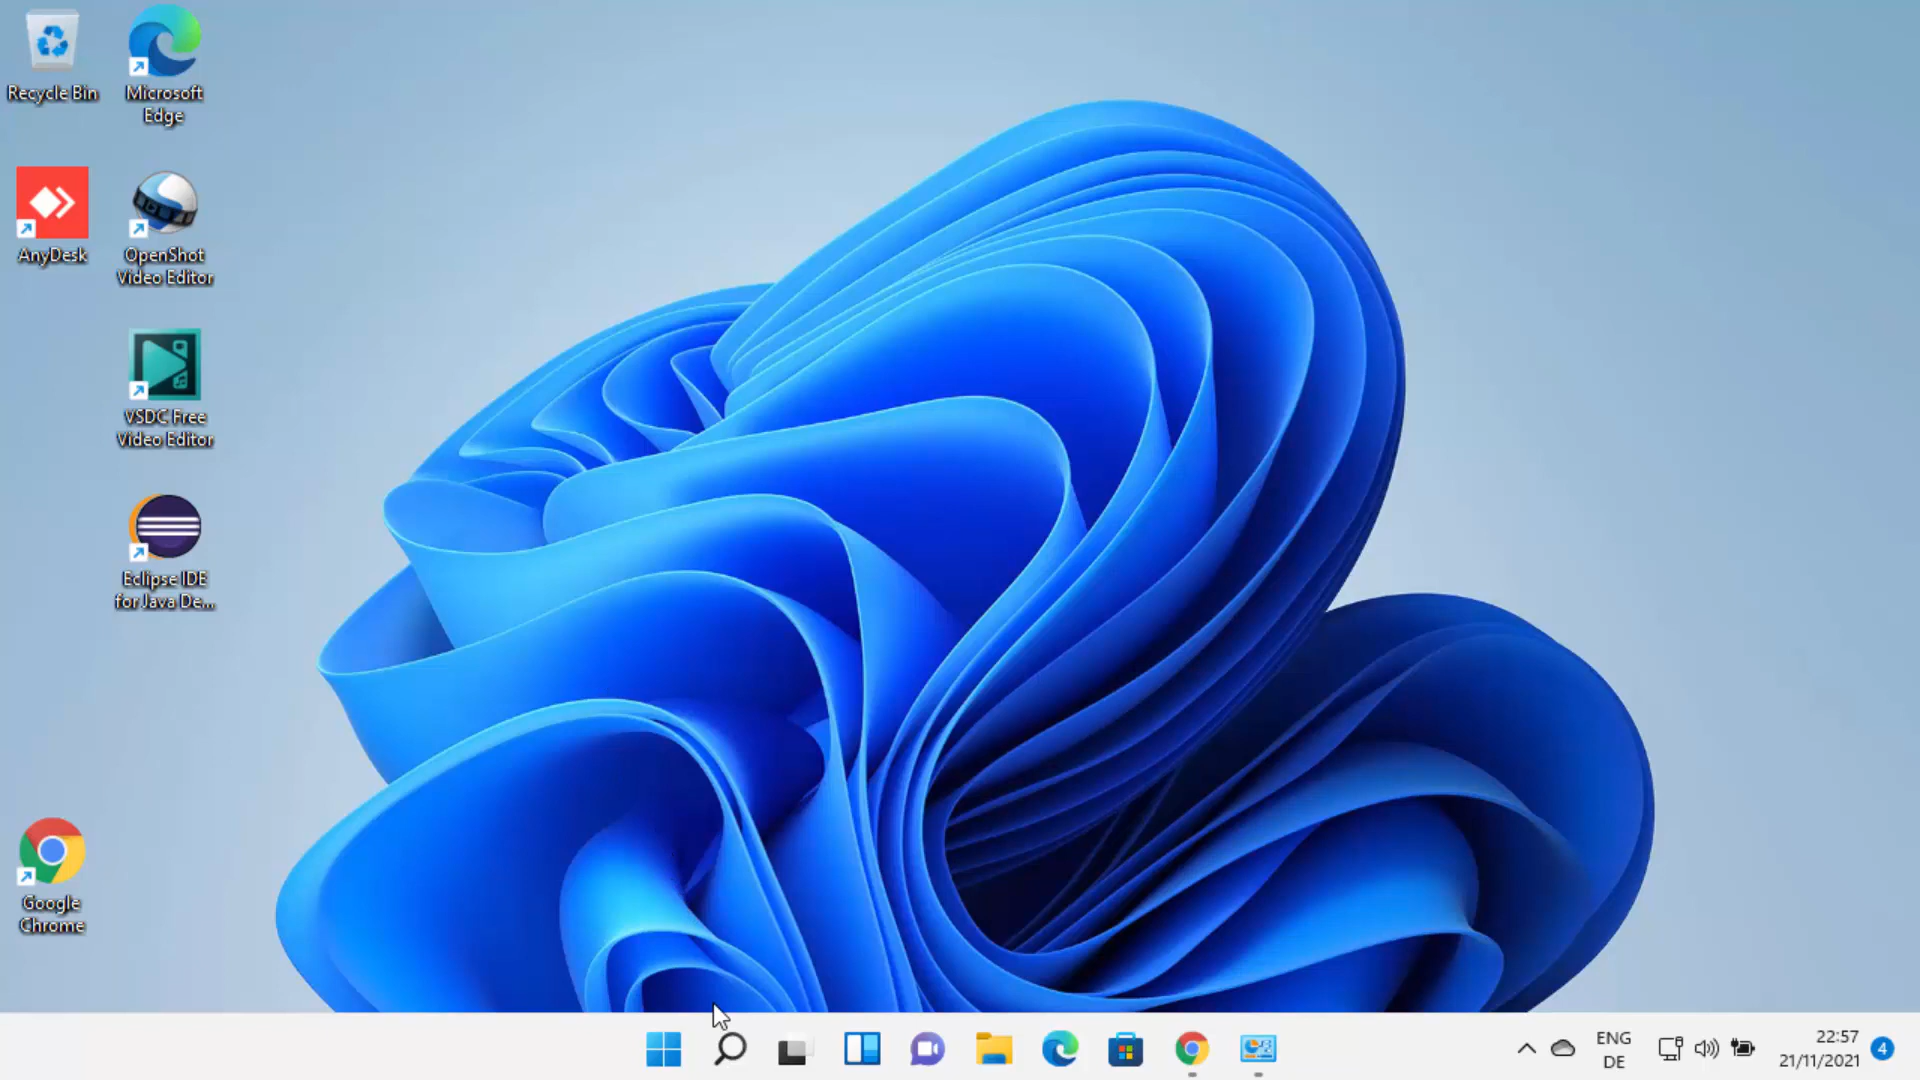 Recycle Bin
Microsoft
Edge
AnyDesk
OpenShot
Video Editor
VSDC Free
Video Editor
Eclipse IDE
for Java De...
Google
Chrome
ENG
DE
22:57
21/11/2021
4